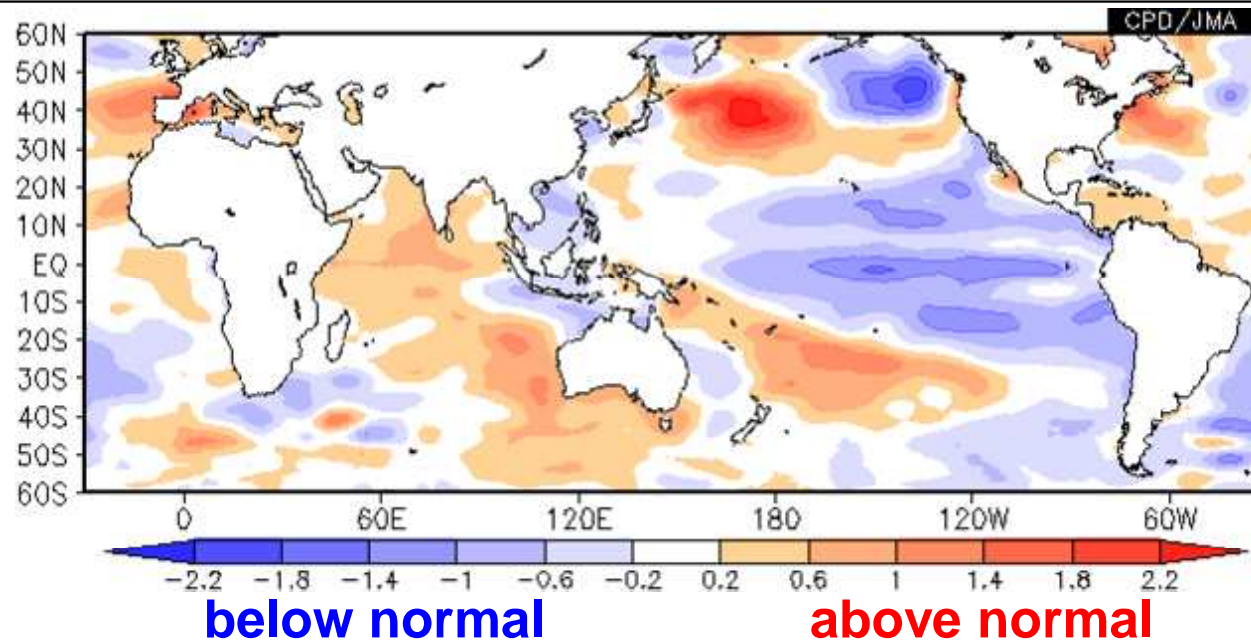 CPD/JMA
60N
50N
40N
30N
20N
10N
EQ
10S
20S
30S
40S
50S
60S
0 60E 120E 180 120W 60W
-2.2 -1.8 -1.4 -1 -0.6 -0.2 0.2 0.6 1 1.4 1.8 2.2
below normal above normal